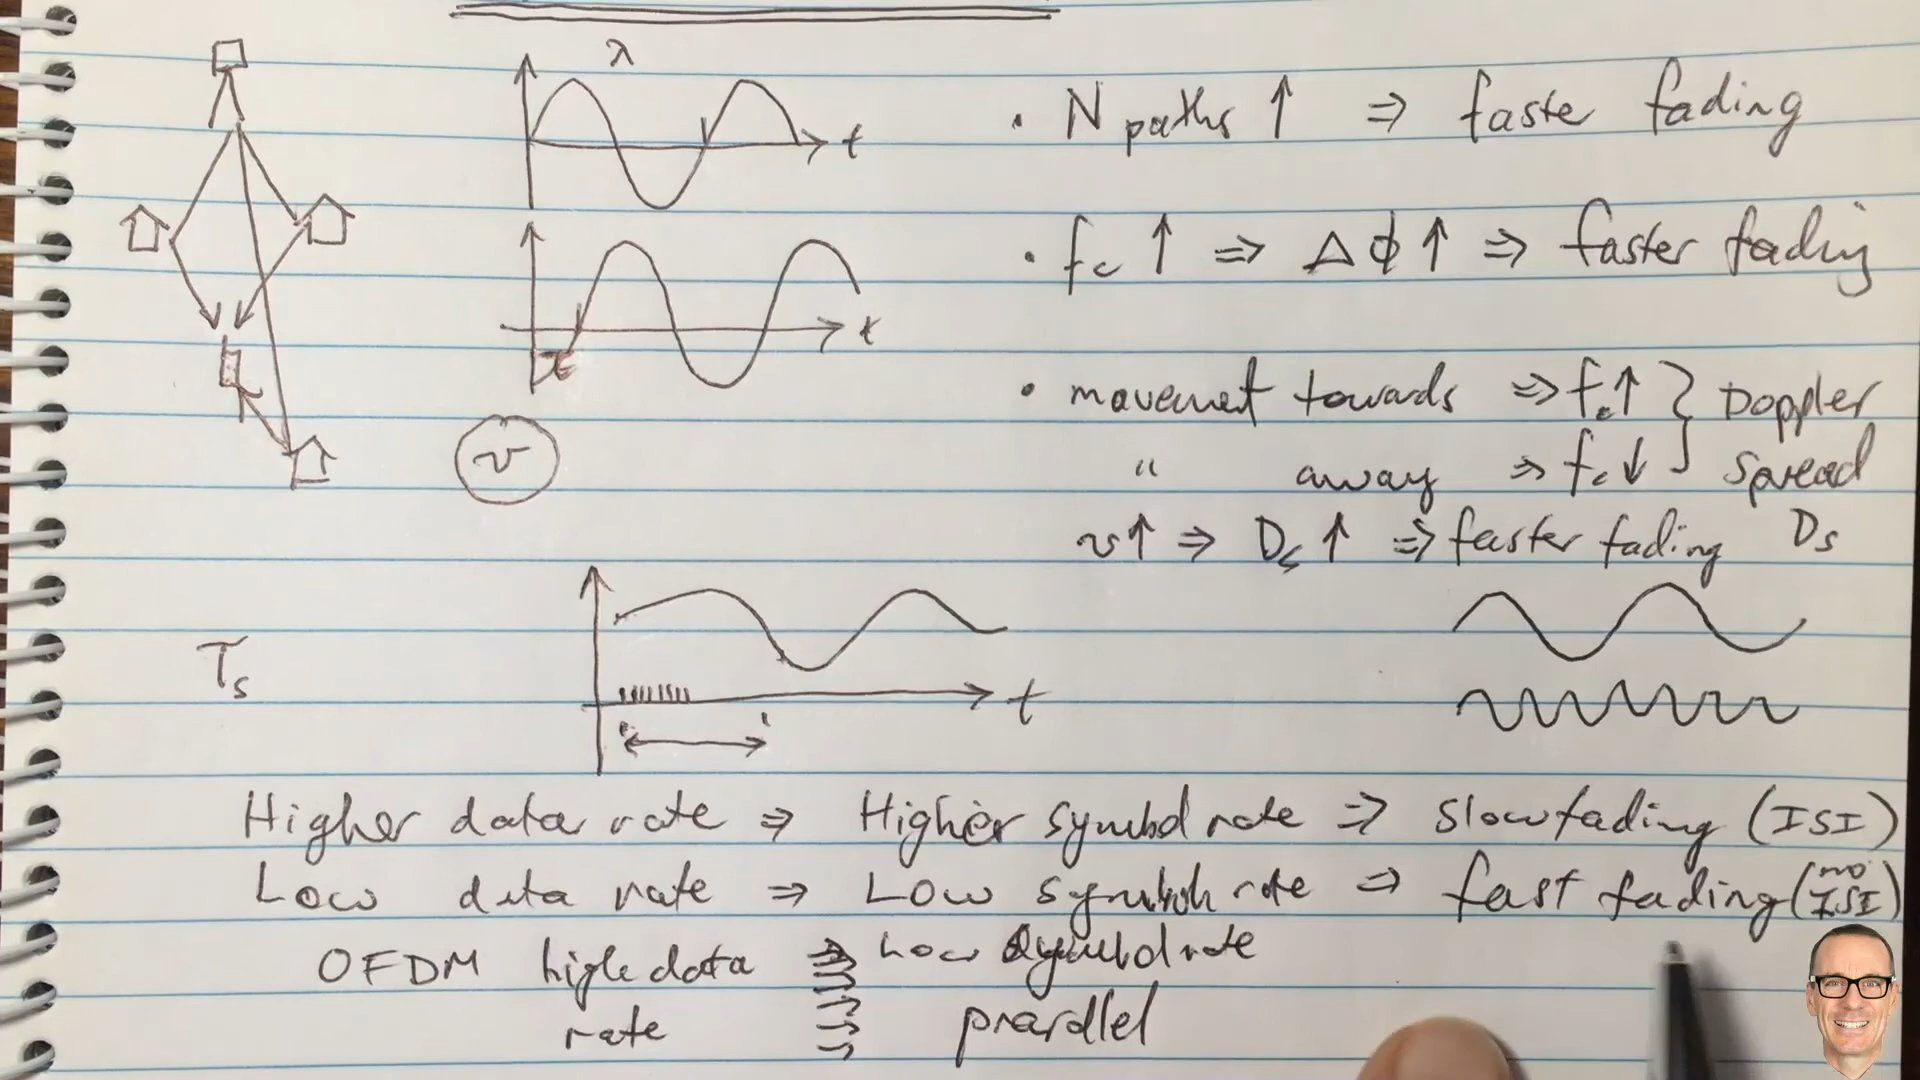 λ
t
• N paths ↑ ⇒ faster fading
• fc ↑ ⇒ Δϕ ↑ ⇒ faster fading
t
τ
• movement towards ⇒ fc↑ } Doppler
" away ⇒ fc↓ Spread
v
v↑ ⇒ Ds ↑ ⇒ faster fading Ds
Ts
t
Higher data rate ⇒ Higher symbol rate ⇒ slow fading (ISI)
Low data rate ⇒ Low symbol rate ⇒ fast fading (no ISI)
OFDM high data rate ⇒ Low symbol rate
prarallel